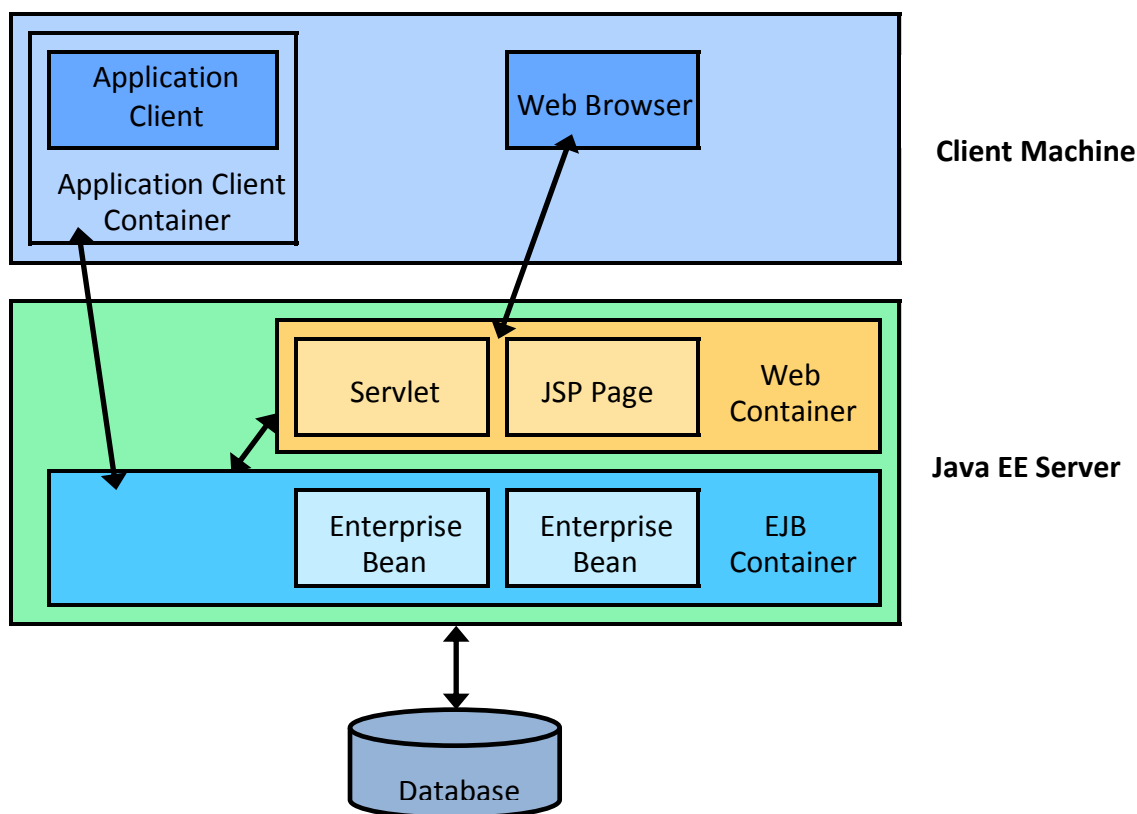 Application
Client
Application Client
Container
Web Browser
Client Machine
Servlet
JSP Page
Web
Container
Java EE Server
Enterprise
Bean
Enterprise
Bean
EJB
Container
Database